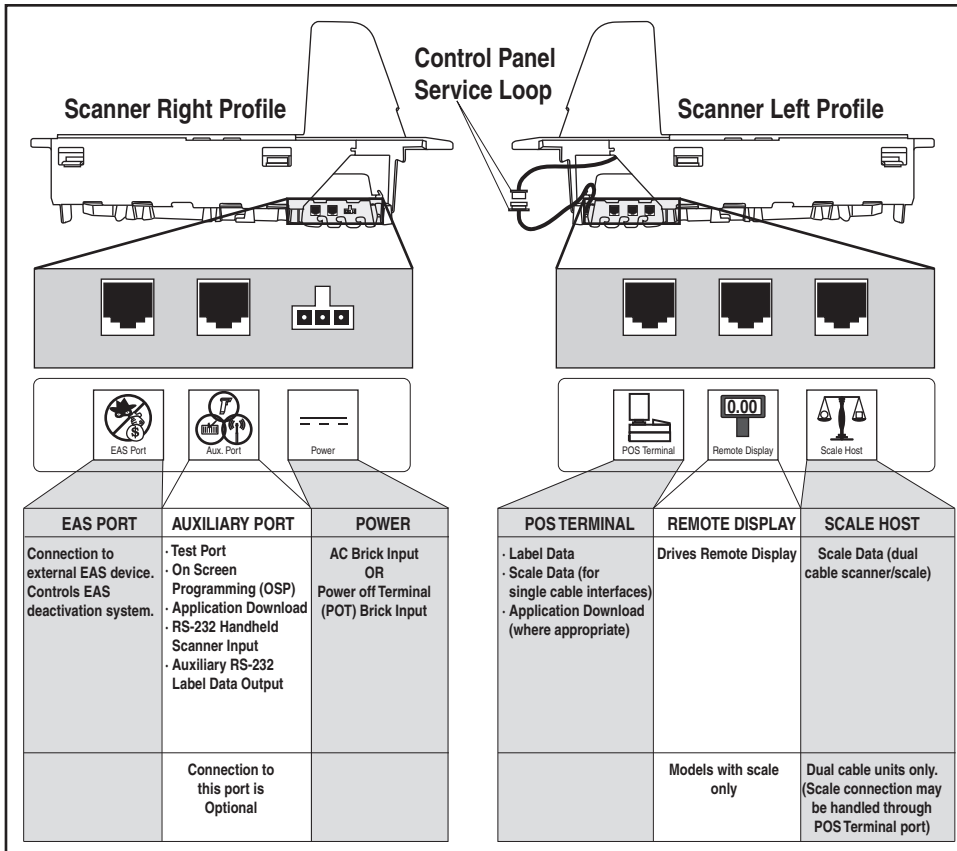 Control Panel
Service Loop
Scanner Right Profile
Scanner Left Profile
EAS Port
Aux. Port
Power
0.00
POS Terminal
Remote Display
Scale Host
EAS PORT
Connection to
external EAS device.
Controls EAS
deactivation system.
AUXILIARY PORT
· Test Port
· On Screen
Programming (OSP)
· Application Download
· RS-232 Handheld
Scanner Input
· Auxiliary RS-232
Label Data Output
Connection to
this port is
Optional
POWER
AC Brick Input
OR
Power off Terminal
(POT) Brick Input
POS TERMINAL
· Label Data
· Scale Data (for
single cable interfaces)
· Application Download
(where appropriate)
REMOTE DISPLAY
Drives Remote Display
Models with scale
only
SCALE HOST
Scale Data (dual
cable scanner/scale)
Dual cable units only.
(Scale connection may
be handled through
POS Terminal port)
$